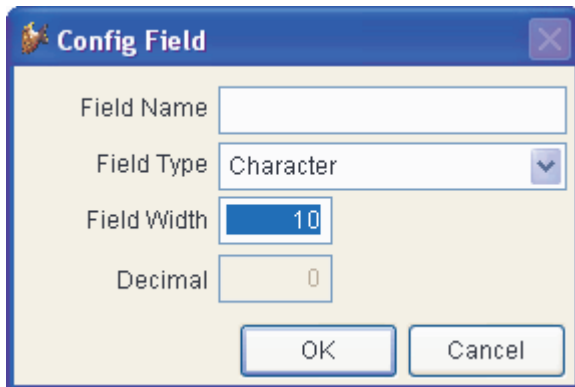 Config Field
Field Name
Field Type Character
Field Width 10
Decimal 0
OK Cancel